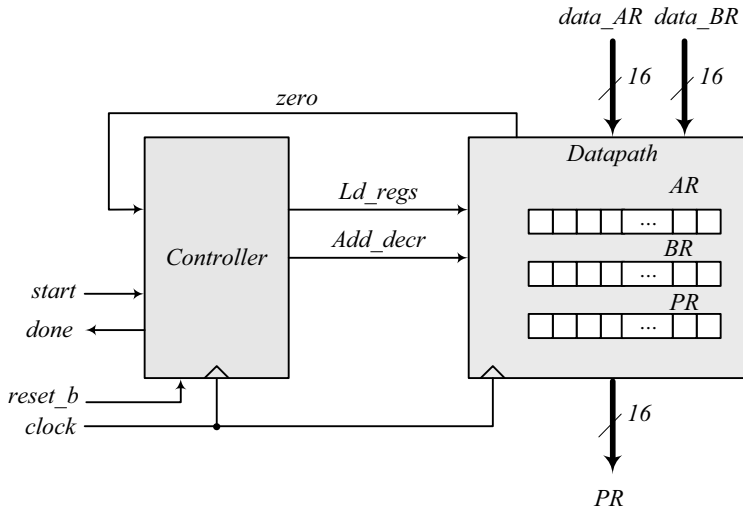 data_AR data_BR
16
16
zero
Datapath
AR
...
Ld_regs
Add_decr
BR
...
Controller
PR
...
start
done
reset_b
clock
16
PR